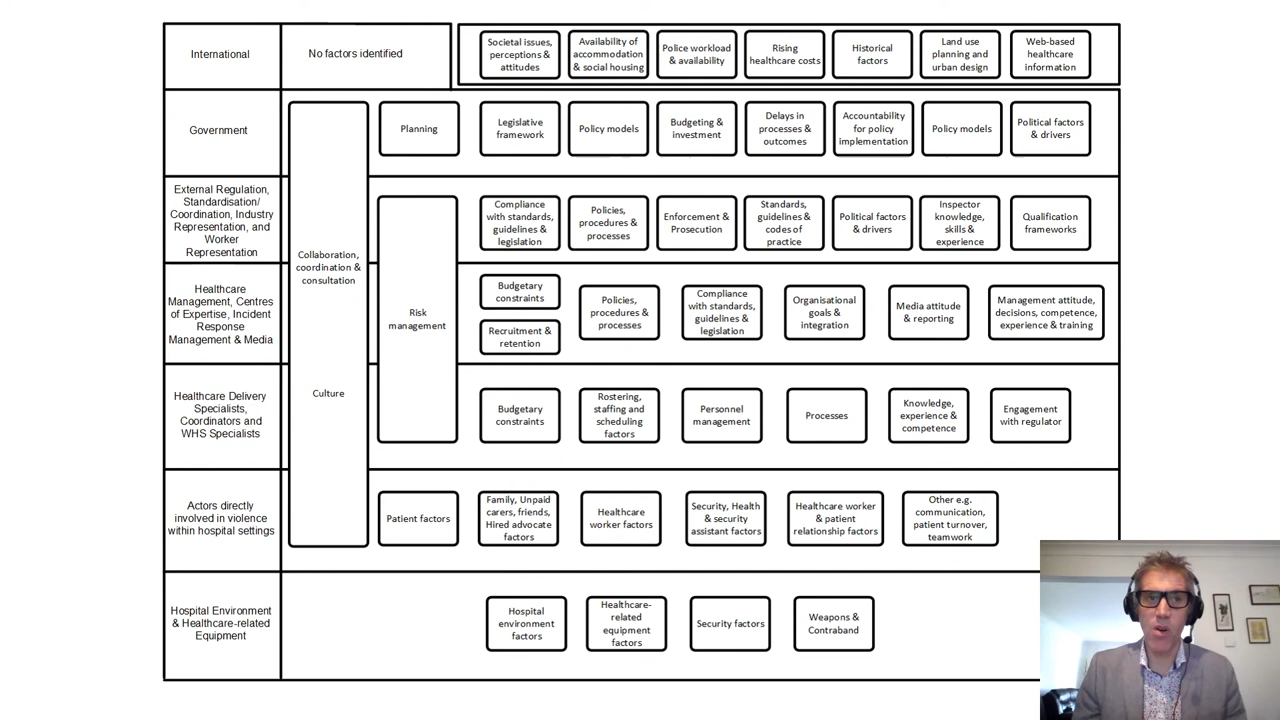 International
No factors identified
Societal issues,
perceptions &
attitudes
Availability of
accommodation
& social housing
Police workload
& availability
Rising
healthcare costs
Historical
factors
Land use
planning and
urban design
Web-based
healthcare
information
Government
Planning
Legislative
framework
Policy models
Budgeting &
investment
Delays in
processes &
outcomes
Accountability
for policy
implementation
Policy models
Political factors
& drivers
External Regulation,
Standardisation/
Coordination, Industry
Representation, and
Worker
Representation
Collaboration,
coordination &
consultation
Compliance
with standards,
guidelines &
legislation
Policies,
procedures &
processes
Enforcement &
Prosecution
Standards,
guidelines &
codes of
practice
Political factors
& drivers
Inspector
knowledge,
skills &
experience
Qualification
frameworks
Healthcare
Management, Centres
of Expertise, Incident
Response
Management & Media
Risk
management
Budgetary
constraints
Recruitment &
retention
Policies,
procedures &
processes
Compliance
with standards,
guidelines &
legislation
Organisational
goals &
integration
Media attitude
& reporting
Management attitude,
decisions, competence,
experience & training
Healthcare Delivery
Specialists,
Coordinators and
WHS Specialists
Culture
Budgetary
constraints
Rostering,
staffing and
scheduling
factors
Personnel
management
Processes
Knowledge,
experience &
competence
Engagement
with regulator
Actors directly
involved in violence
within hospital settings
Patient factors
Family, Unpaid
carers, friends,
Hired advocate
factors
Healthcare
worker factors
Security, Health
& security
assistant factors
Healthcare worker
& patient
relationship factors
Other e.g.
communication,
patient turnover,
teamwork
Hospital Environment
& Healthcare-related
Equipment
Hospital
environment
factors
Healthcare-
related
equipment
factors
Security factors
Weapons &
Contraband